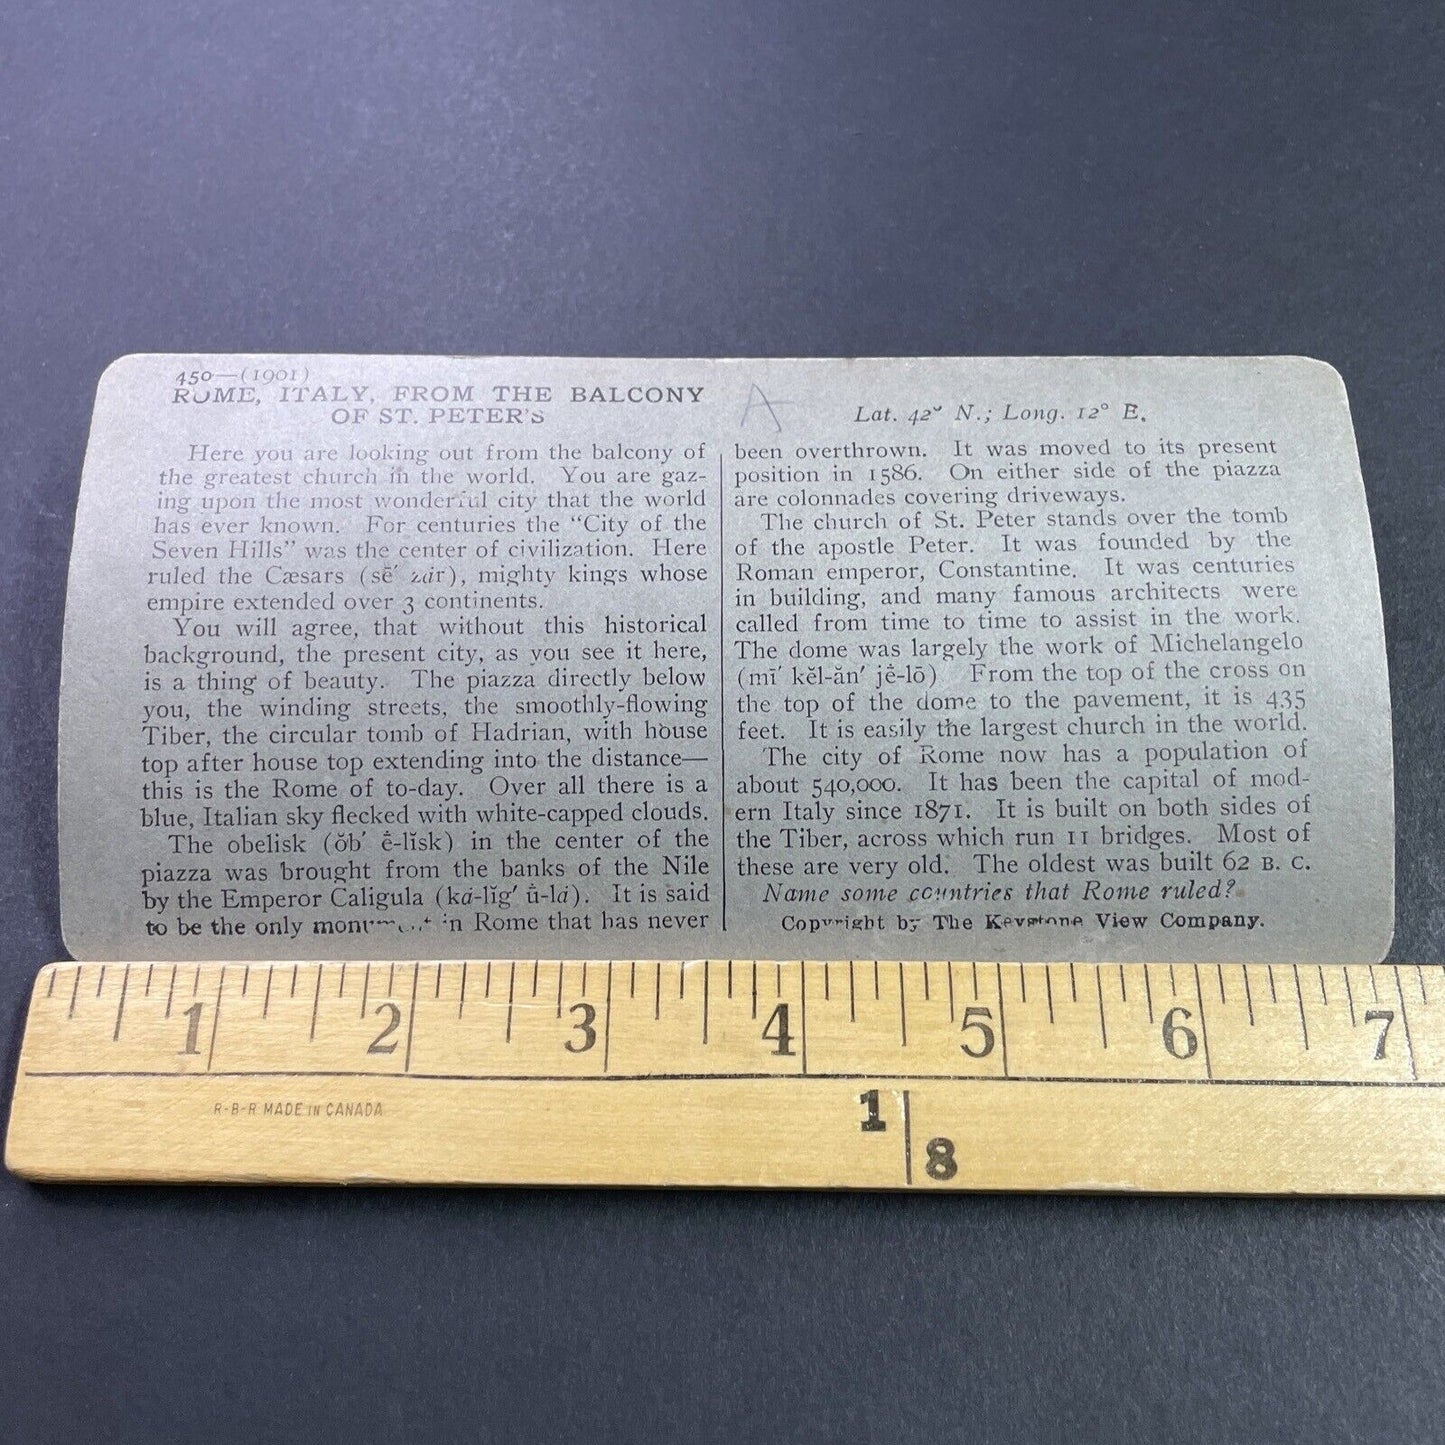 450—(1901)
ROME, ITALY, FROM THE BALCONY
OF ST. PETER'S
Here you are looking out from the balcony of
the greatest church in the world. You are gaz-
ing upon the most wonderful city that the world
has ever known. For centuries the "City of the
Seven Hills" was the center of civilization. Here
ruled the Cæsars (sē′ zȧr), mighty kings whose
empire extended over 3 continents.
You will agree, that without this historical
background, the present city, as you see it here,
is a thing of beauty. The piazza directly below
you, the winding streets, the smoothly-flowing
Tiber, the circular tomb of Hadrian, with house
top after house top extending into the distance—
this is the Rome of to-day. Over all there is a
blue, Italian sky flecked with white-capped clouds.
The obelisk (ŏb′ ḗ-lĭsk) in the center of the
piazza was brought from the banks of the Nile
by the Emperor Caligula (kȧ-lĭg′ û-lȧ). It is said
to be the only monument in Rome that has never
A
Lat. 42° N.; Long. 12° E.
been overthrown. It was moved to its present
position in 1586. On either side of the piazza
are colonnades covering driveways.
The church of St. Peter stands over the tomb
of the apostle Peter. It was founded by the
Roman emperor, Constantine. It was centuries
in building, and many famous architects were
called from time to time to assist in the work.
The dome was largely the work of Michelangelo
(mī′ kĕl-ăn′ jḗ-lō) From the top of the cross on
the top of the dome to the pavement, it is 435
feet. It is easily the largest church in the world.
The city of Rome now has a population of
about 540,000. It has been the capital of mod-
ern Italy since 1871. It is built on both sides of
the Tiber, across which run 11 bridges. Most of
these are very old. The oldest was built 62 B. C.
Name some countries that Rome ruled?
Copyright by The Keystone View Company.
1 2 3 4 5 6 7
R-B-R MADE IN CANADA
1
8